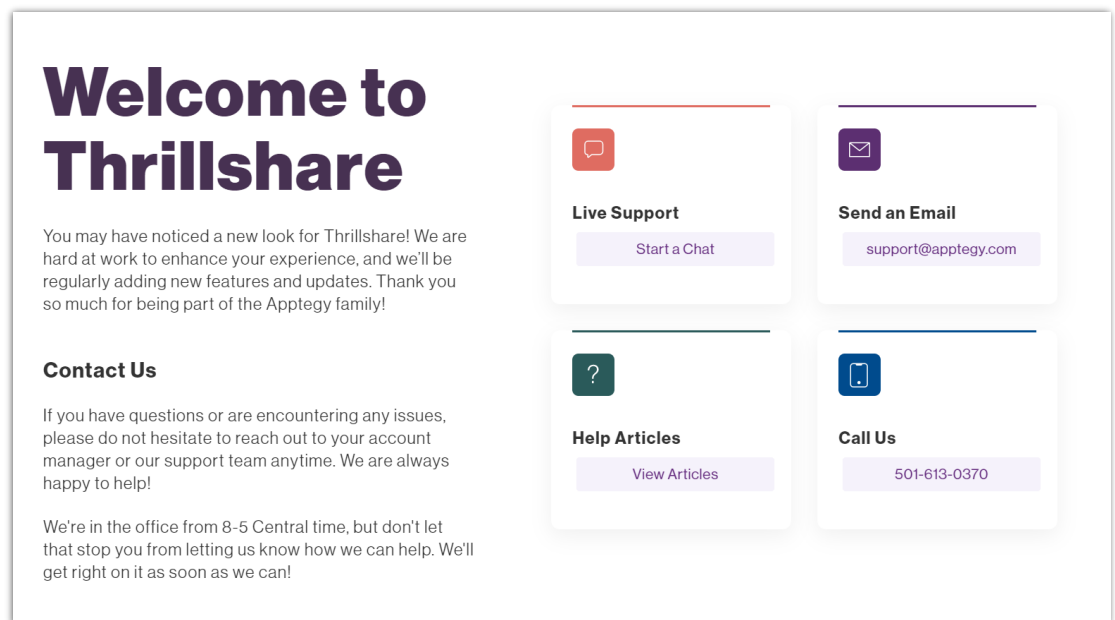 Welcome to
Thrillshare
You may have noticed a new look for Thrillshare! We are
hard at work to enhance your experience, and we'll be
regularly adding new features and updates. Thank you
so much for being part of the Apptegy family!
Contact Us
If you have questions or are encountering any issues,
please do not hesitate to reach out to your account
manager or our support team anytime. We are always
happy to help!
We're in the office from 8-5 Central time, but don't let
that stop you from letting us know how we can help. We'll
get right on it as soon as we can!
Live Support
Start a Chat
Send an Email
support@apptegy.com
?
Help Articles
View Articles
Call Us
501-613-0370